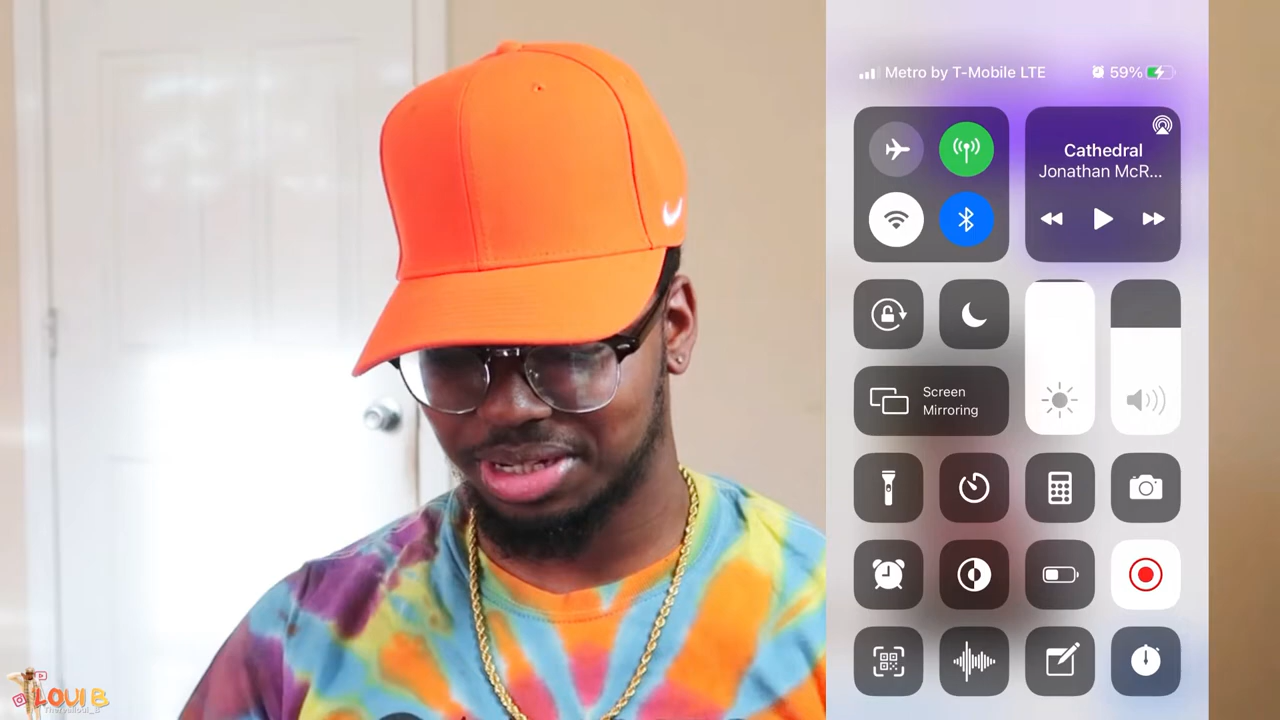 Metro by T-Mobile LTE
59%
Cathedral
Jonathan McR...
Screen
Mirroring
LOUI B